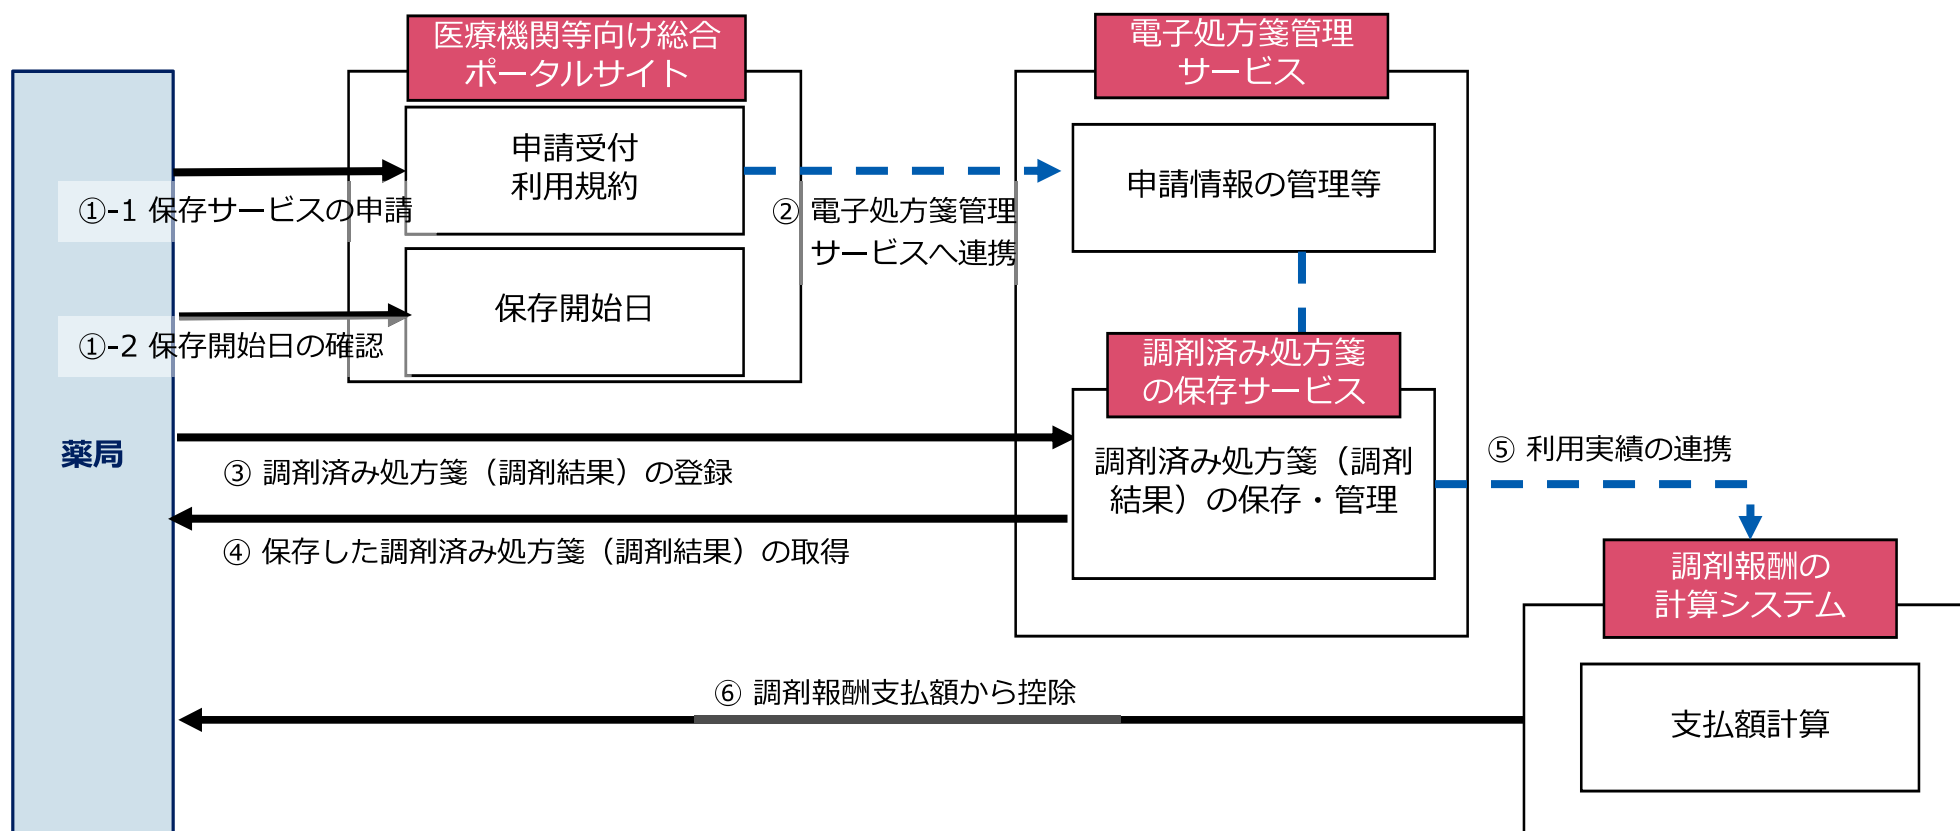 医療機関等向け総合
ポータルサイト
電子処方箋管理
サービス
申請受付
利用規約
申請情報の管理等
①-1 保存サービスの申請
② 電子処方箋管理
サービスへ連携
保存開始日
①-2 保存開始日の確認
調剤済み処方箋
の保存サービス
薬局
調剤済み処方箋（調剤
結果）の保存・管理
③ 調剤済み処方箋（調剤結果）の登録
④ 保存した調剤済み処方箋（調剤結果）の取得
⑤ 利用実績の連携
調剤報酬の
計算システム
⑥ 調剤報酬支払額から控除
支払額計算